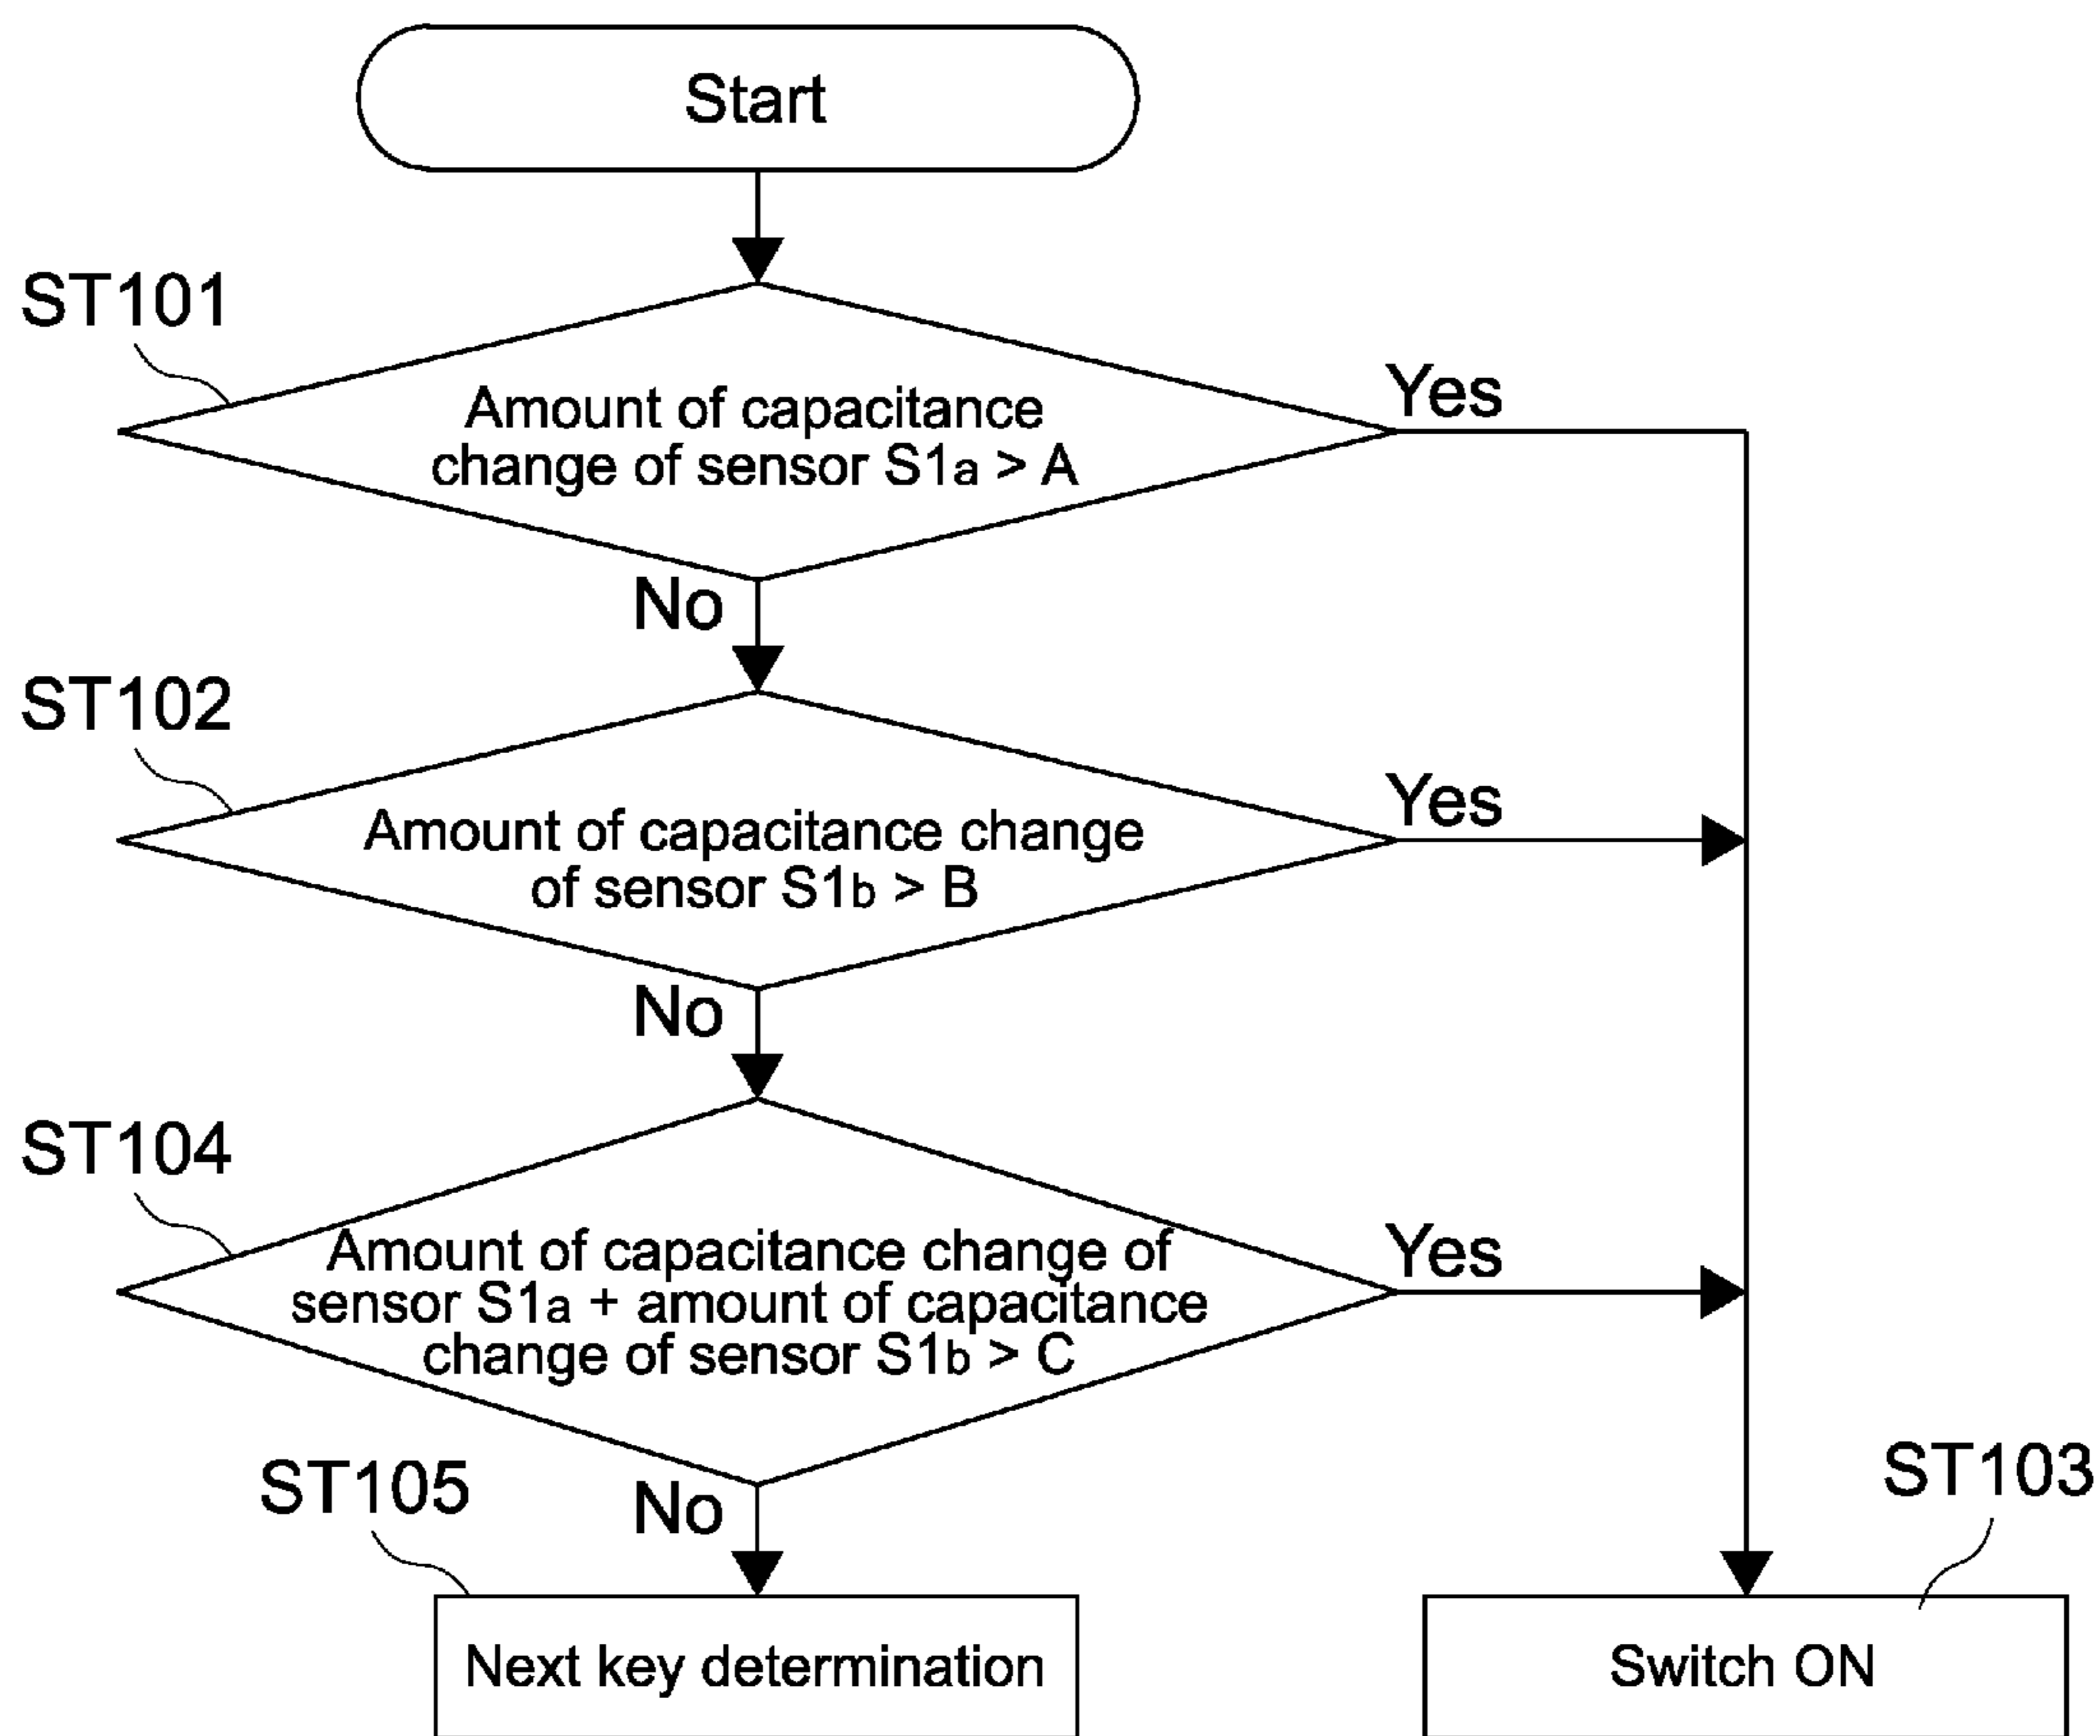 Start
ST101
Amount of capacitance
change of sensor S1a > A
Yes
No
ST102
Amount of capacitance change
of sensor S1b > B
Yes
No
ST104
Amount of capacitance change of
sensor S1a + amount of capacitance
change of sensor S1b > C
Yes
No
ST105
Next key determination
ST103
Switch ON